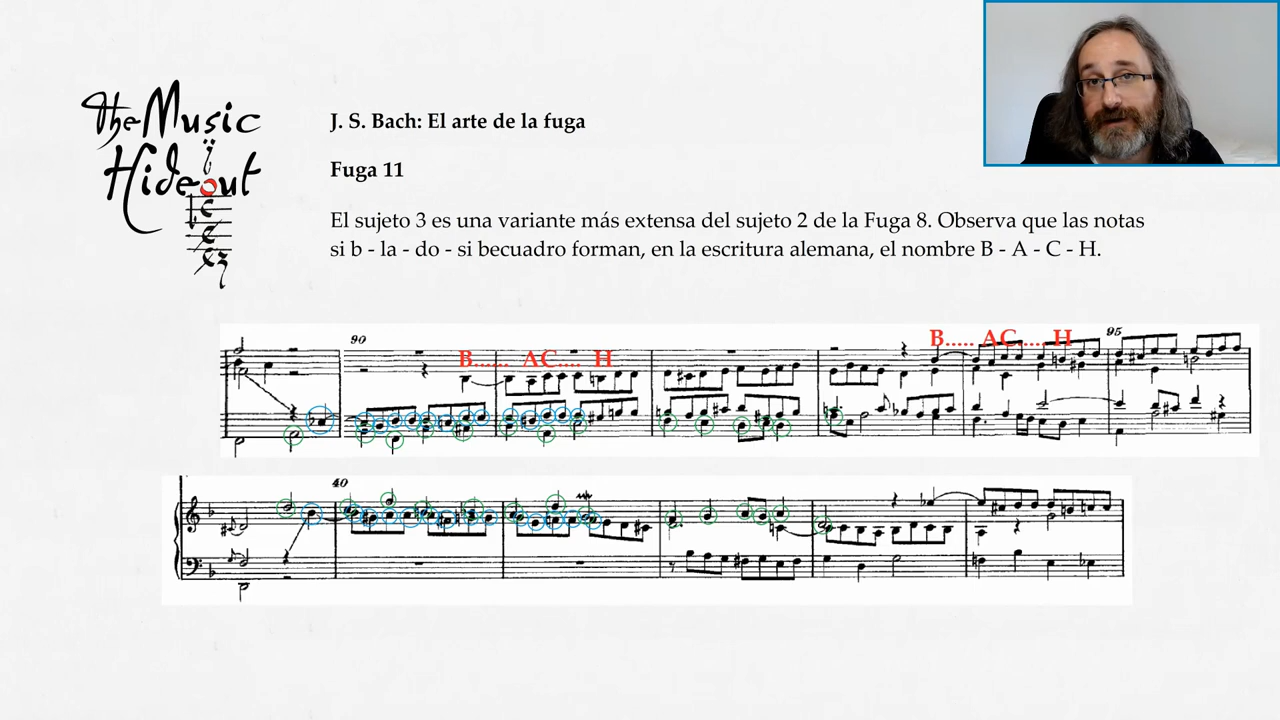 The Music
Hideout
J. S. Bach: El arte de la fuga
Fuga 11
El sujeto 3 es una variante más extensa del sujeto 2 de la Fuga 8. Observa que las notas
si b - la - do - si becuadro forman, en la escritura alemana, el nombre B - A - C - H.
90
B..... AC.... H
B..... AC..... H
95
40